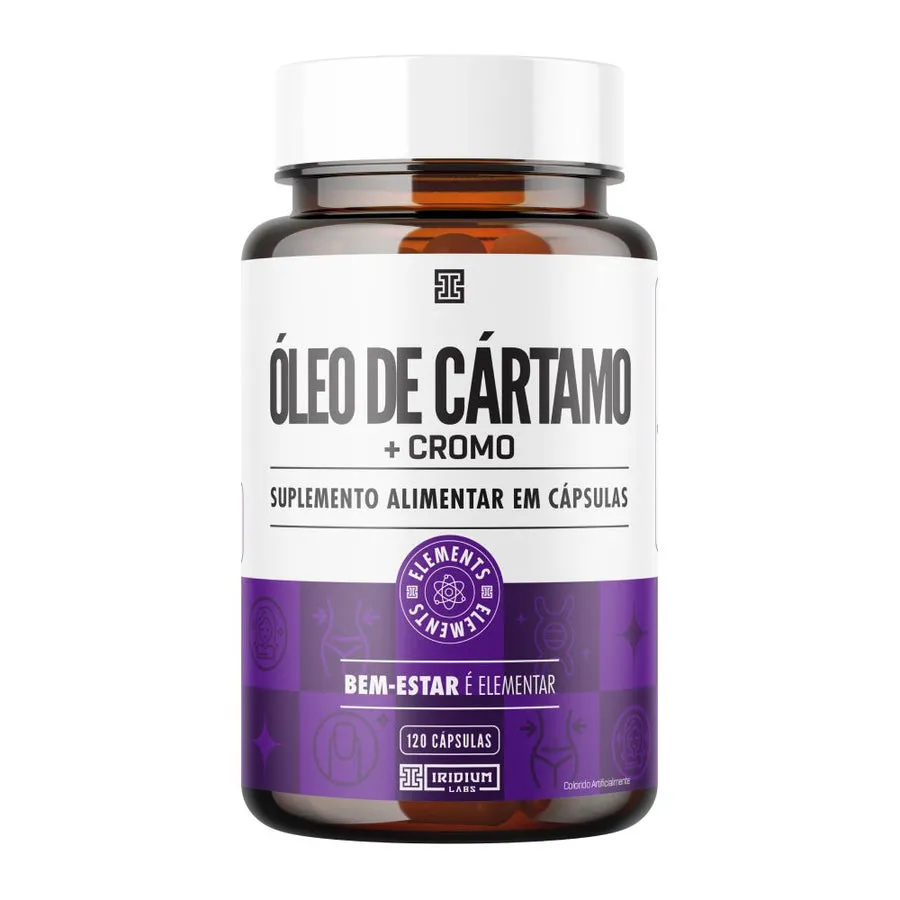 ÓLEO DE CÁRTAMO
+ CROMO
SUPLEMENTO ALIMENTAR EM CÁPSULAS
ELEMENTS
ELEMENTS
BEM-ESTAR É ELEMENTAR
120 CÁPSULAS
IRIDIUM
LABS
Colorido Artificialmente